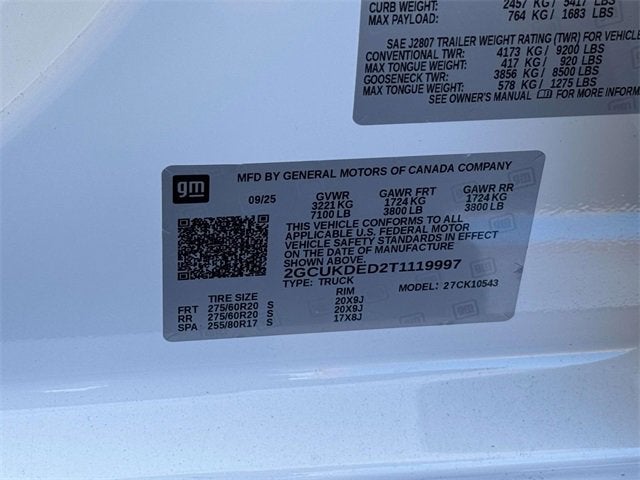 CURB WEIGHT: 2457 KG / 5417 LBS
MAX PAYLOAD: 764 KG / 1683 LBS
SAE J2807 TRAILER WEIGHT RATING (TWR) FOR VEHICLE
CONVENTIONAL TWR: 4173 KG / 9200 LBS
MAX TONGUE WEIGHT: 417 KG / 920 LBS
GOOSENECK TWR: 3856 KG / 8500 LBS
MAX TONGUE WEIGHT: 578 KG / 1275 LBS
SEE OWNER'S MANUAL FOR MORE INFORM
gm
MFD BY GENERAL MOTORS OF CANADA COMPANY
09/25 GVWR GAWR FRT GAWR RR
3221 KG 1724 KG 1724 KG
7100 LB 3800 LB 3800 LB
THIS VEHICLE CONFORMS TO ALL
APPLICABLE U.S. FEDERAL MOTOR
VEHICLE SAFETY STANDARDS IN EFFECT
ON THE DATE OF MANUFACTURE
2GCUKDED2T1119997
TYPE: TRUCK MODEL: 27CK10543
TIRE SIZE RIM
FRT 275/60R20 S 20X9J
RR 275/60R20 S 20X9J
SPA 255/80R17 S 17X8J